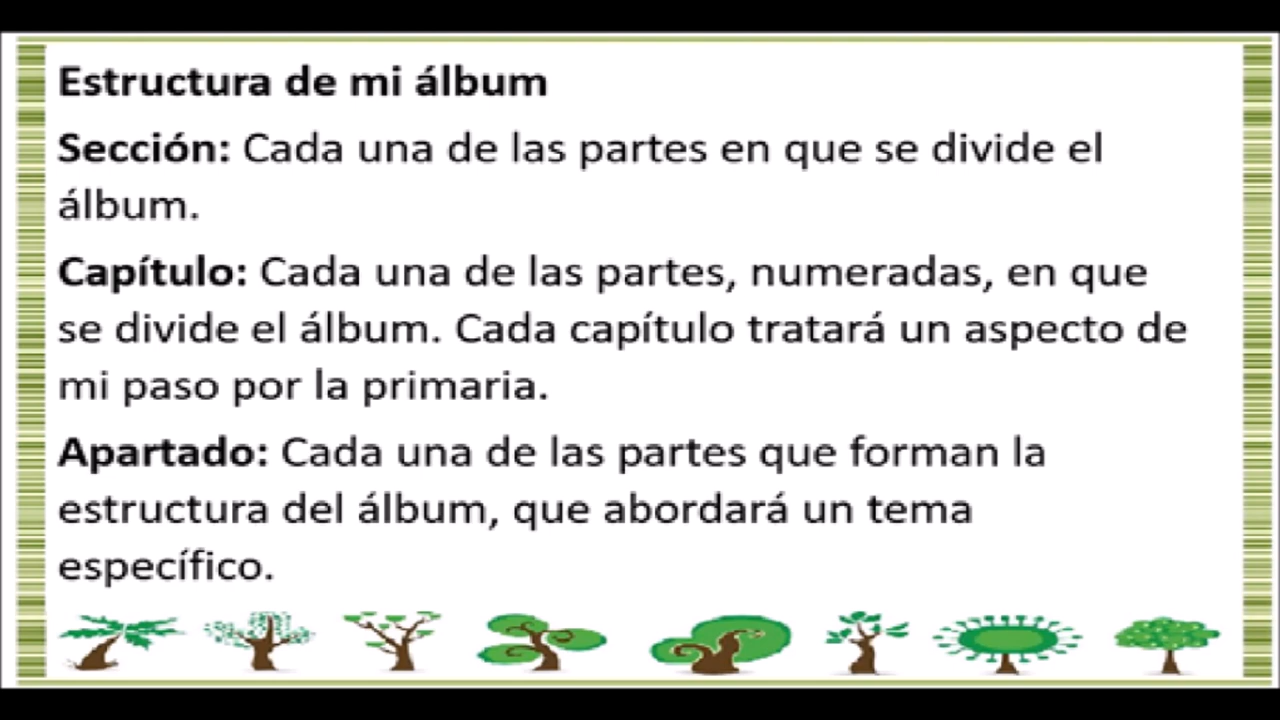 Estructura de mi álbum
Sección: Cada una de las partes en que se divide el
álbum.
Capítulo: Cada una de las partes, numeradas, en que
se divide el álbum. Cada capítulo tratará un aspecto de
mi paso por la primaria.
Apartado: Cada una de las partes que forman la
estructura del álbum, que abordará un tema
específico.